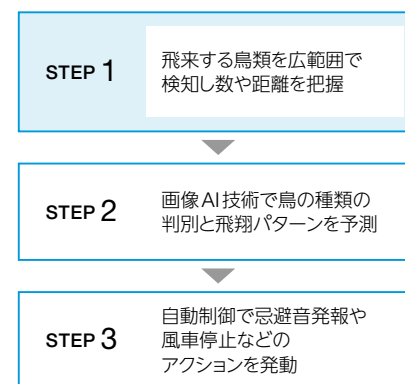 STEP 1
飛来する鳥類を広範囲で
検知し数や距離を把握
STEP 2
画像AI技術で鳥の種類の
判別と飛翔パターンを予測
STEP 3
自動制御で忌避音発報や
風車停止などの
アクションを発動